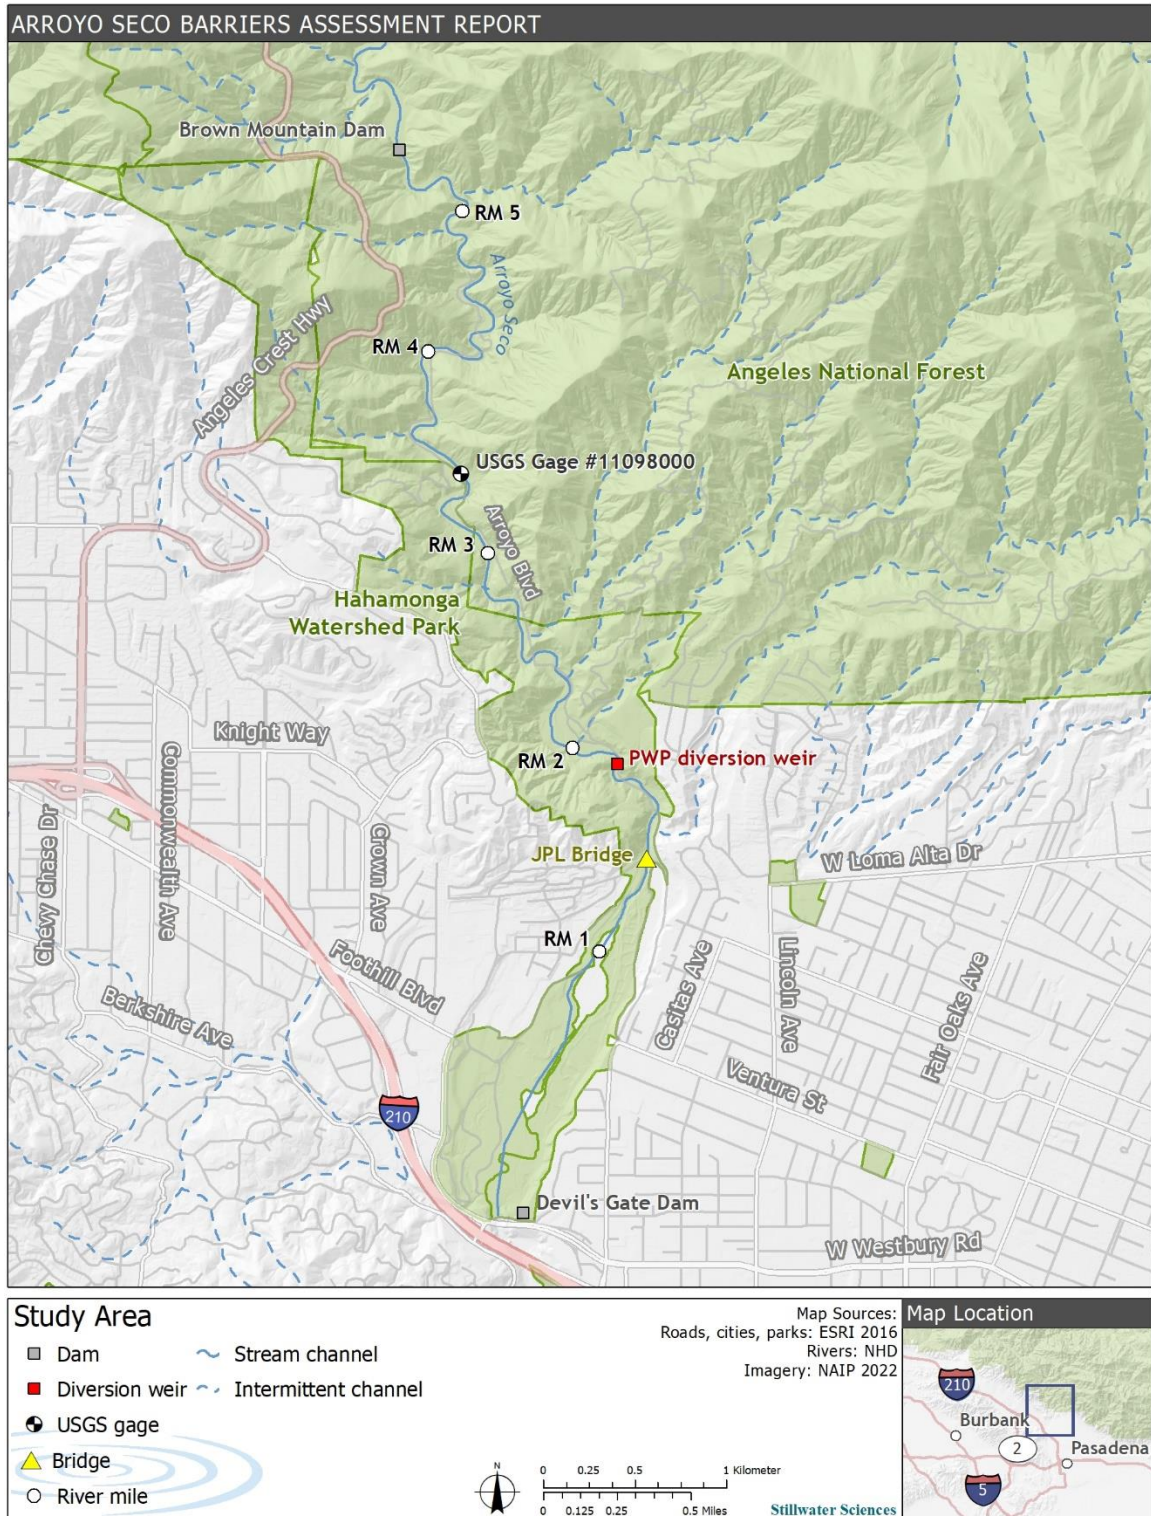 ARROYO SECO BARRIERS ASSESSMENT REPORT
Brown Mountain Dam
RM 5
Arroyo Seco
Angeles Crest Hwy
RM 4
Angeles National Forest
USGS Gage #11098000
Arroyo Blvd
RM 3
Hahamonga
Watershed Park
Knight Way
Commonwealth Ave
RM 2
PWP diversion weir
Chevy Chase Dr
Crown Ave
JPL Bridge
W Loma Alta Dr
RM 1
Foothill Blvd
Berkshire Ave
Casitas Ave
Lincoln Ave
Fair Oaks Ave
Ventura St
210
Devil's Gate Dam
W Westbury Rd
Study Area
Dam
Diversion weir
USGS gage
Bridge
River mile
Stream channel
Intermittent channel
Map Sources:
Roads, cities, parks: ESRI 2016
Rivers: NHD
Imagery: NAIP 2022
N
0 0.25 0.5 1 Kilometer
0 0.125 0.25 0.5 Miles
Stillwater Sciences
Map Location
210
Burbank
2
Pasadena
5